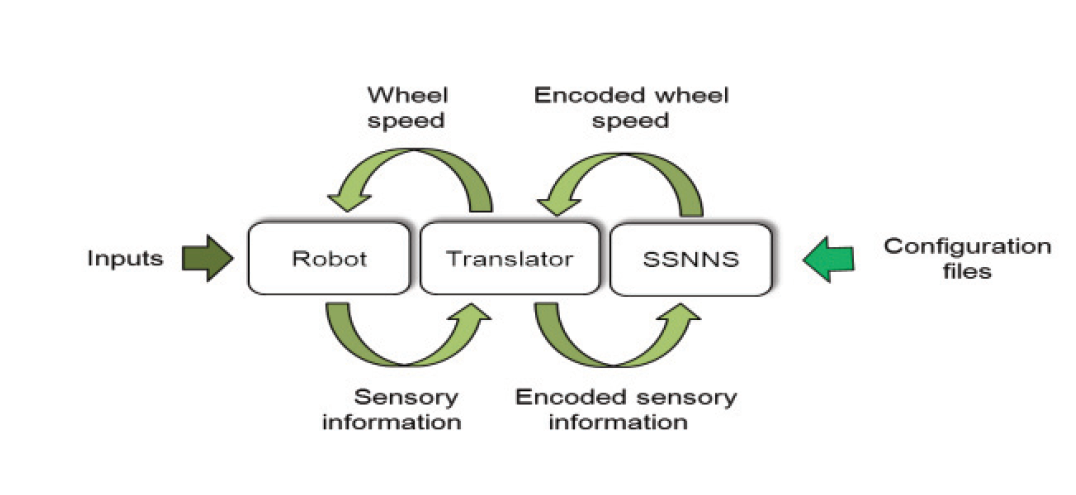 Wheel
speed
Encoded wheel
speed
Inputs
Robot
Translator
SSNNS
Configuration
files
Sensory
information
Encoded sensory
information